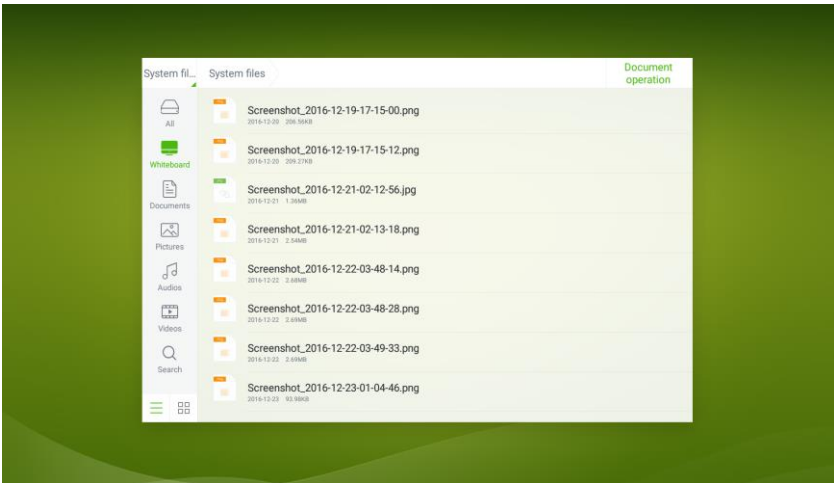 System fil...
System files
Document
operation
All
Whiteboard
Documents
Pictures
Audios
Videos
Search
Screenshot_2016-12-19-17-15-00.png
2016-12-20 206.56KB
Screenshot_2016-12-19-17-15-12.png
2016-12-20 209.27KB
Screenshot_2016-12-21-02-12-56.jpg
2016-12-21 1.36MB
Screenshot_2016-12-21-02-13-18.png
2016-12-21 2.54MB
Screenshot_2016-12-22-03-48-14.png
2016-12-22 2.68MB
Screenshot_2016-12-22-03-48-28.png
2016-12-22 2.69MB
Screenshot_2016-12-22-03-49-33.png
2016-12-22 2.69MB
Screenshot_2016-12-23-01-04-46.png
2016-12-23 93.98KB